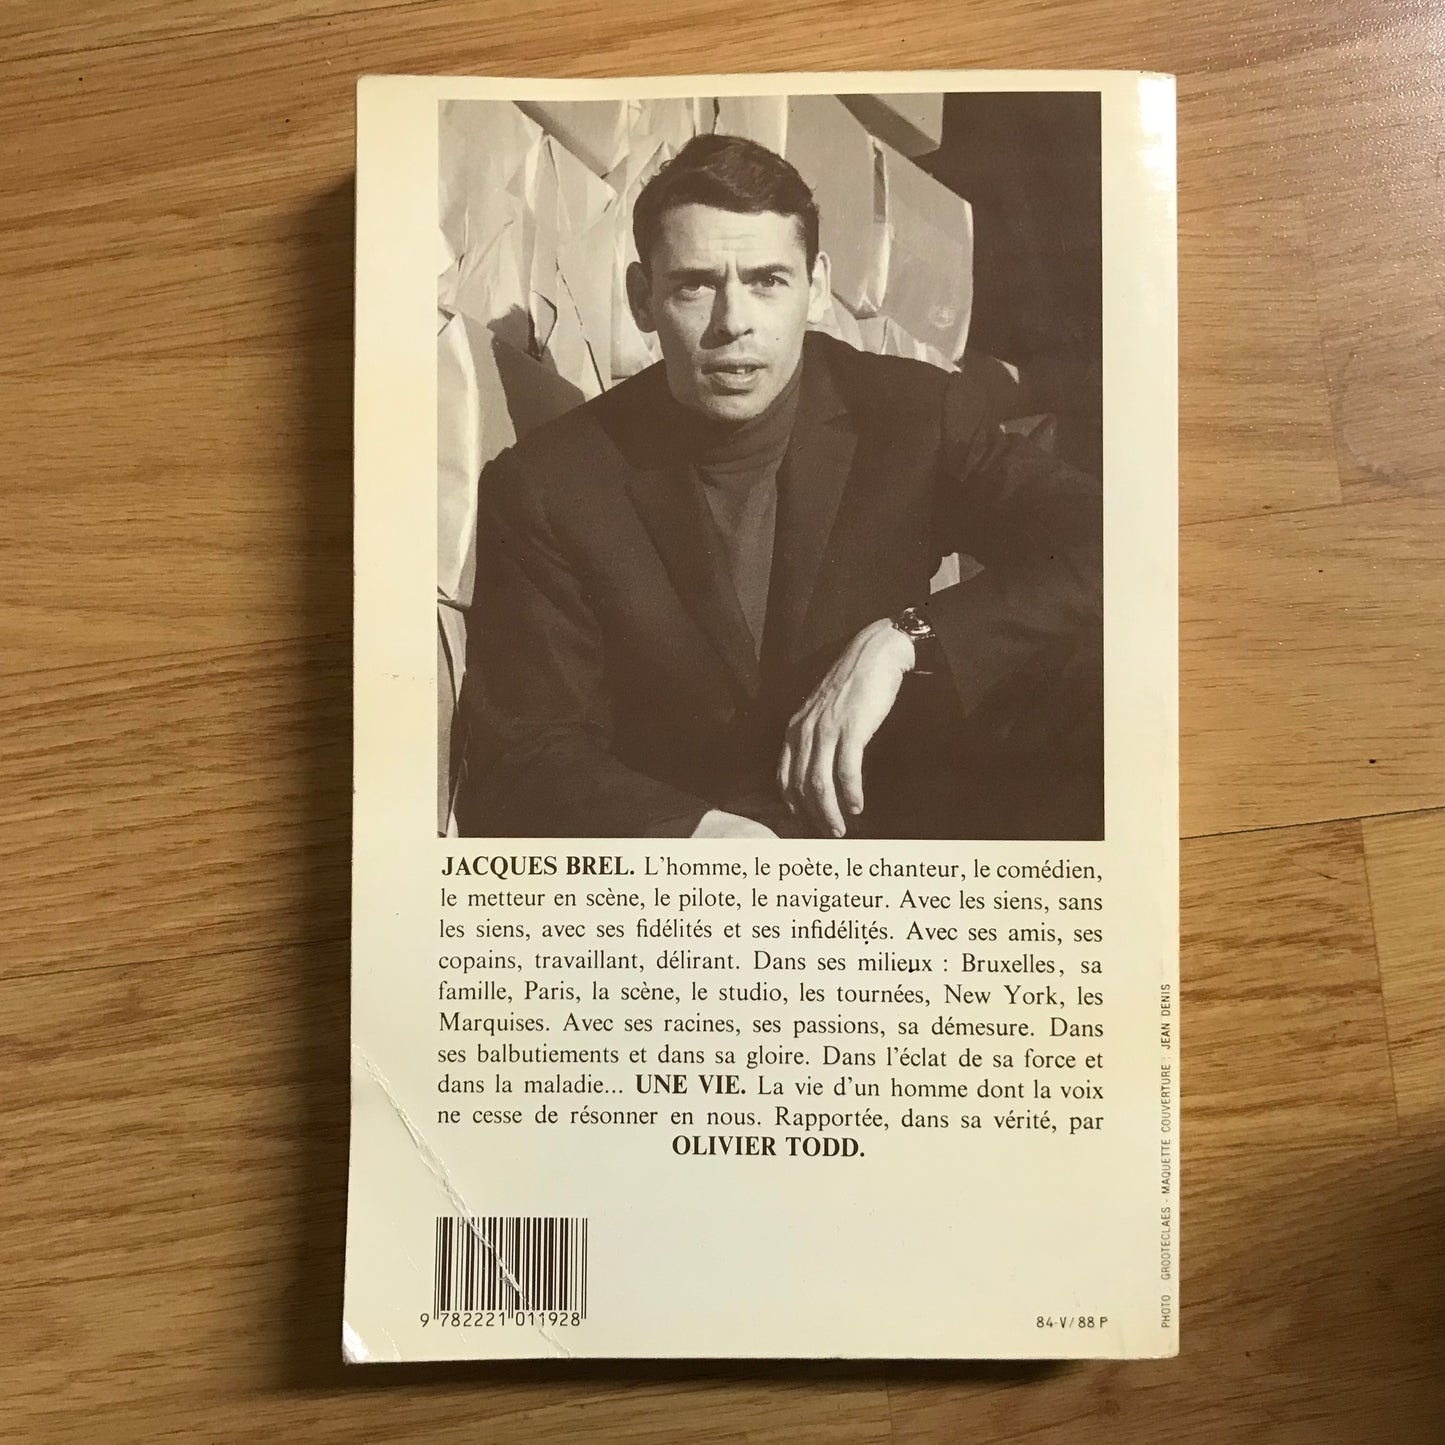 JACQUES BREL. L'homme, le poète, le chanteur, le comédien,
le metteur en scène, le pilote, le navigateur. Avec les siens, sans
les siens, avec ses fidélités et ses infidélités. Avec ses amis, ses
copains, travaillant, délirant. Dans ses milieux : Bruxelles, sa
famille, Paris, la scène, le studio, les tournées, New York, les
Marquises. Avec ses racines, ses passions, sa démesure. Dans
ses balbutiements et dans sa gloire. Dans l'éclat de sa force et
dans la maladie... UNE VIE. La vie d'un homme dont la voix
ne cesse de résonner en nous. Rapportée, dans sa vérité, par
OLIVIER TODD.
9 782221 011928
84-V/88 P
PHOTO : GROOTECLAES - MAQUETTE COUVERTURE : JEAN DENIS